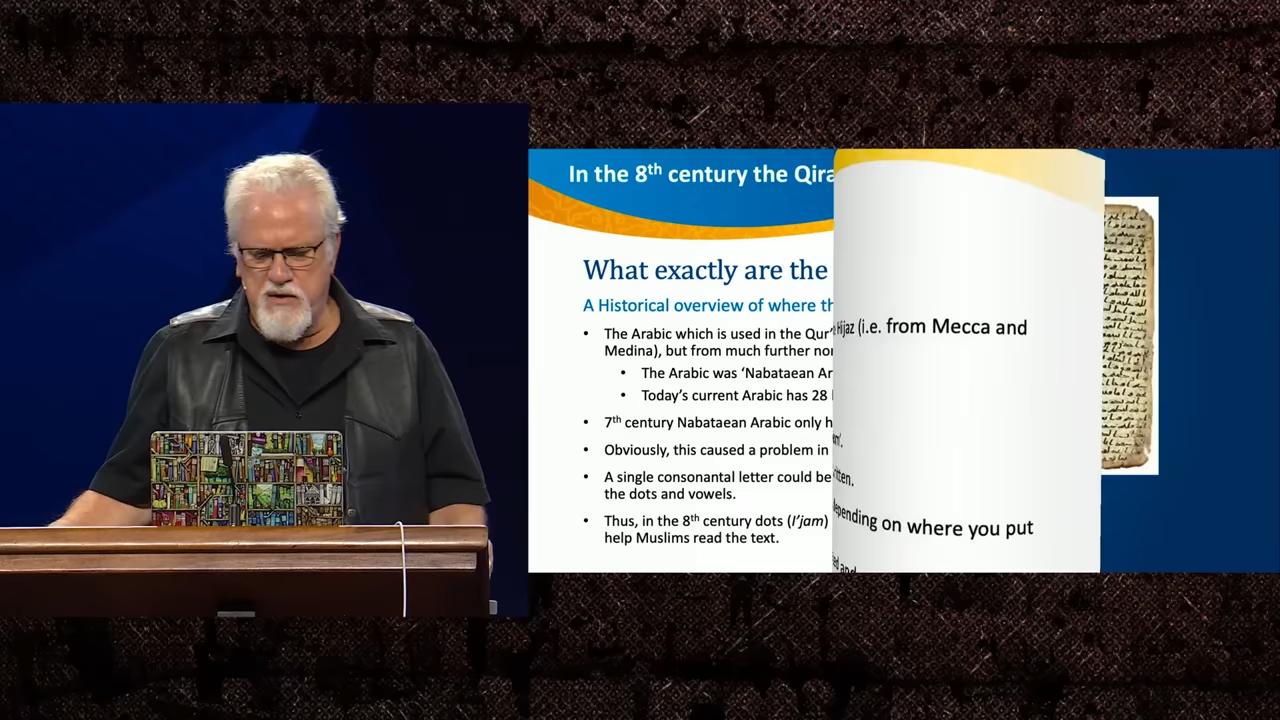 In the 8th century the Qira
What exactly are the
A Historical overview of where th
• The Arabic which is used in the Qur'
Medina), but from much further nor
• The Arabic was ‘Nabataean Ar
• Today’s current Arabic has 28
• 7th century Nabataean Arabic only h
• Obviously, this caused a problem in
• A single consonantal letter could be
the dots and vowels.
• Thus, in the 8th century dots (I’jam)
help Muslims read the text.
Hijaz (i.e. from Mecca and
itten.
depending on where you put